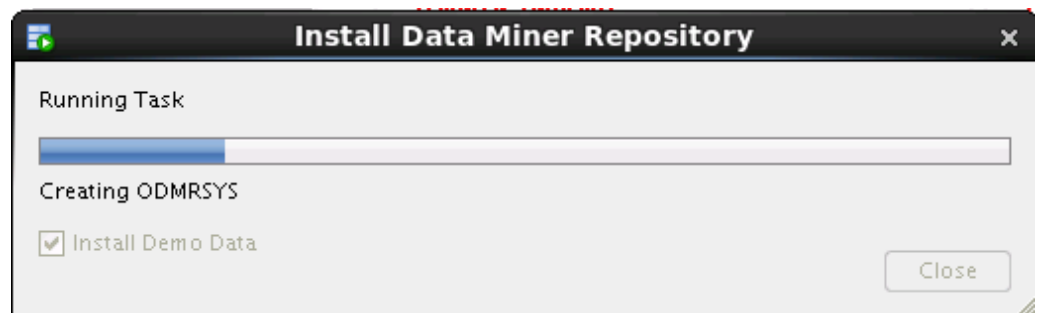 Install Data Miner Repository
Running Task
Creating ODMRSYS
Install Demo Data
Close